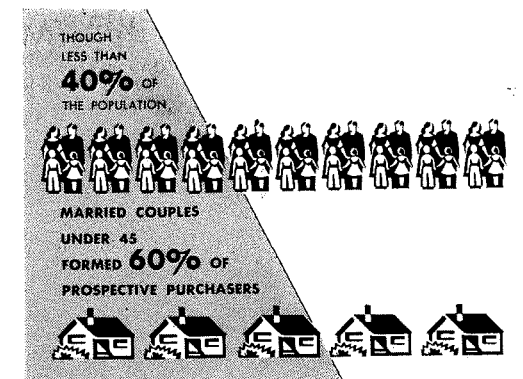 THOUGH
LESS THAN
40% OF
THE POPULATION,
MARRIED COUPLES
UNDER 45
FORMED 60% OF
PROSPECTIVE PURCHASERS